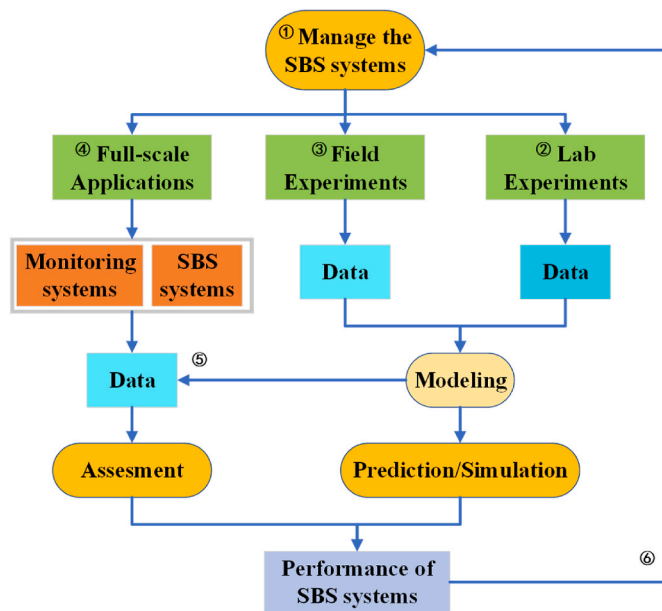 ① Manage the
SBS systems
④ Full-scale
Applications
③ Field
Experiments
② Lab
Experiments
Monitoring
systems
SBS
systems
Data
Data
Data
⑤
Modeling
Assesment
Prediction/Simulation
Performance of
SBS systems
⑥